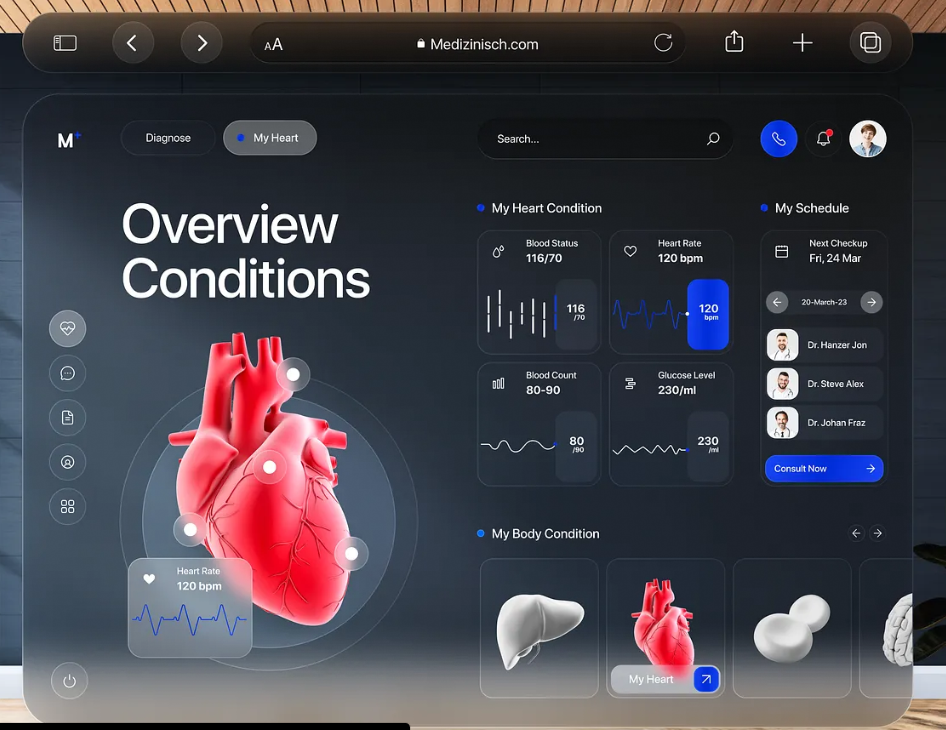 AA
Medizinisch.com
M+
Diagnose
My Heart
Search...
Overview
Conditions
My Heart Condition
Blood Status
116/70
116
/70
Heart Rate
120 bpm
120
bpm
Blood Count
80-90
80
/90
Glucose Level
230/ml
230
/ml
My Schedule
Next Checkup
Fri, 24 Mar
20-March-23
Dr. Hanzer Jon
Dr. Steve Alex
Dr. Johan Fraz
Consult Now
Heart Rate
120 bpm
My Body Condition
My Heart